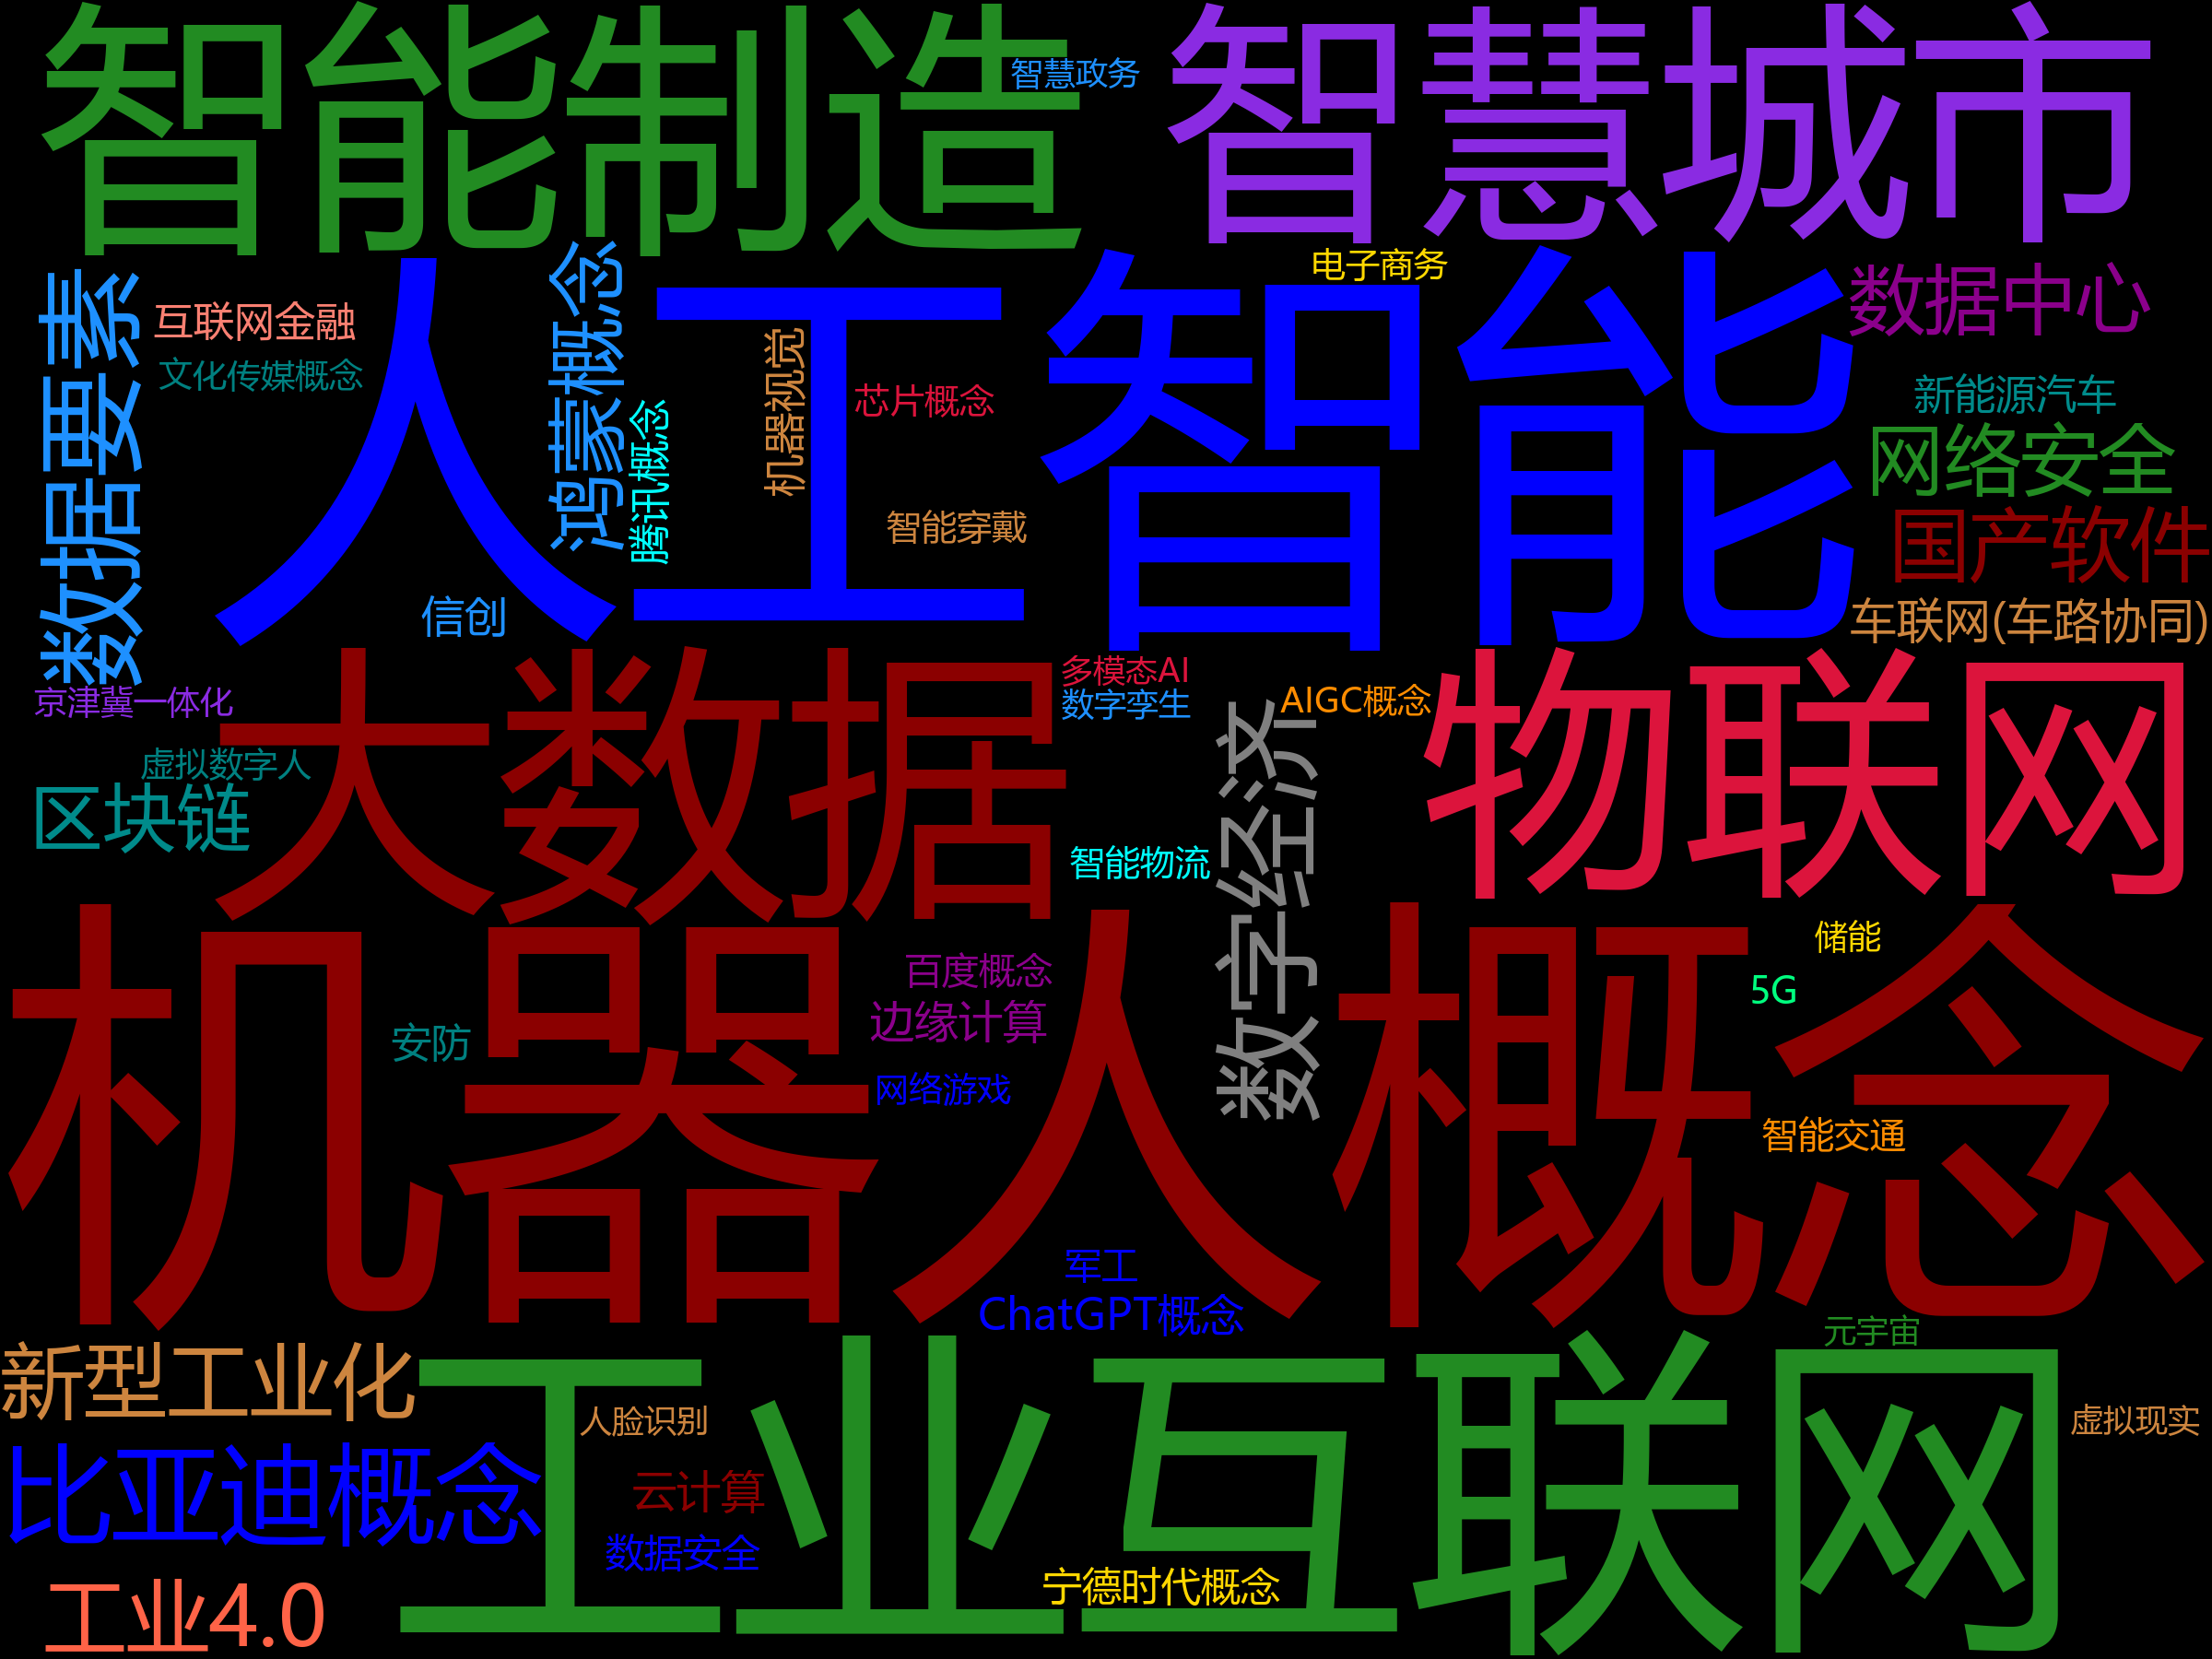 智能制造
智慧政务
智慧城市
数据要素
互联网金融
文化传媒概念
人工智能
鸿蒙概念
腾讯概念
机器视觉
芯片概念
智能穿戴
信创
电子商务
数据中心
新能源汽车
网络安全
国产软件
车联网(车路协同)
京津冀一体化
虚拟数字人
区块链
大数据
多模态AI
数字孪生
AIGC概念
智能物流
数字经济
物联网
机器人概念
百度概念
边缘计算
安防
网络游戏
储能
5G
智能交通
军工
ChatGPT概念
元宇宙
新型工业化
工业互联网
人脸识别
虚拟现实
比亚迪概念
云计算
数据安全
宁德时代概念
工业4.0